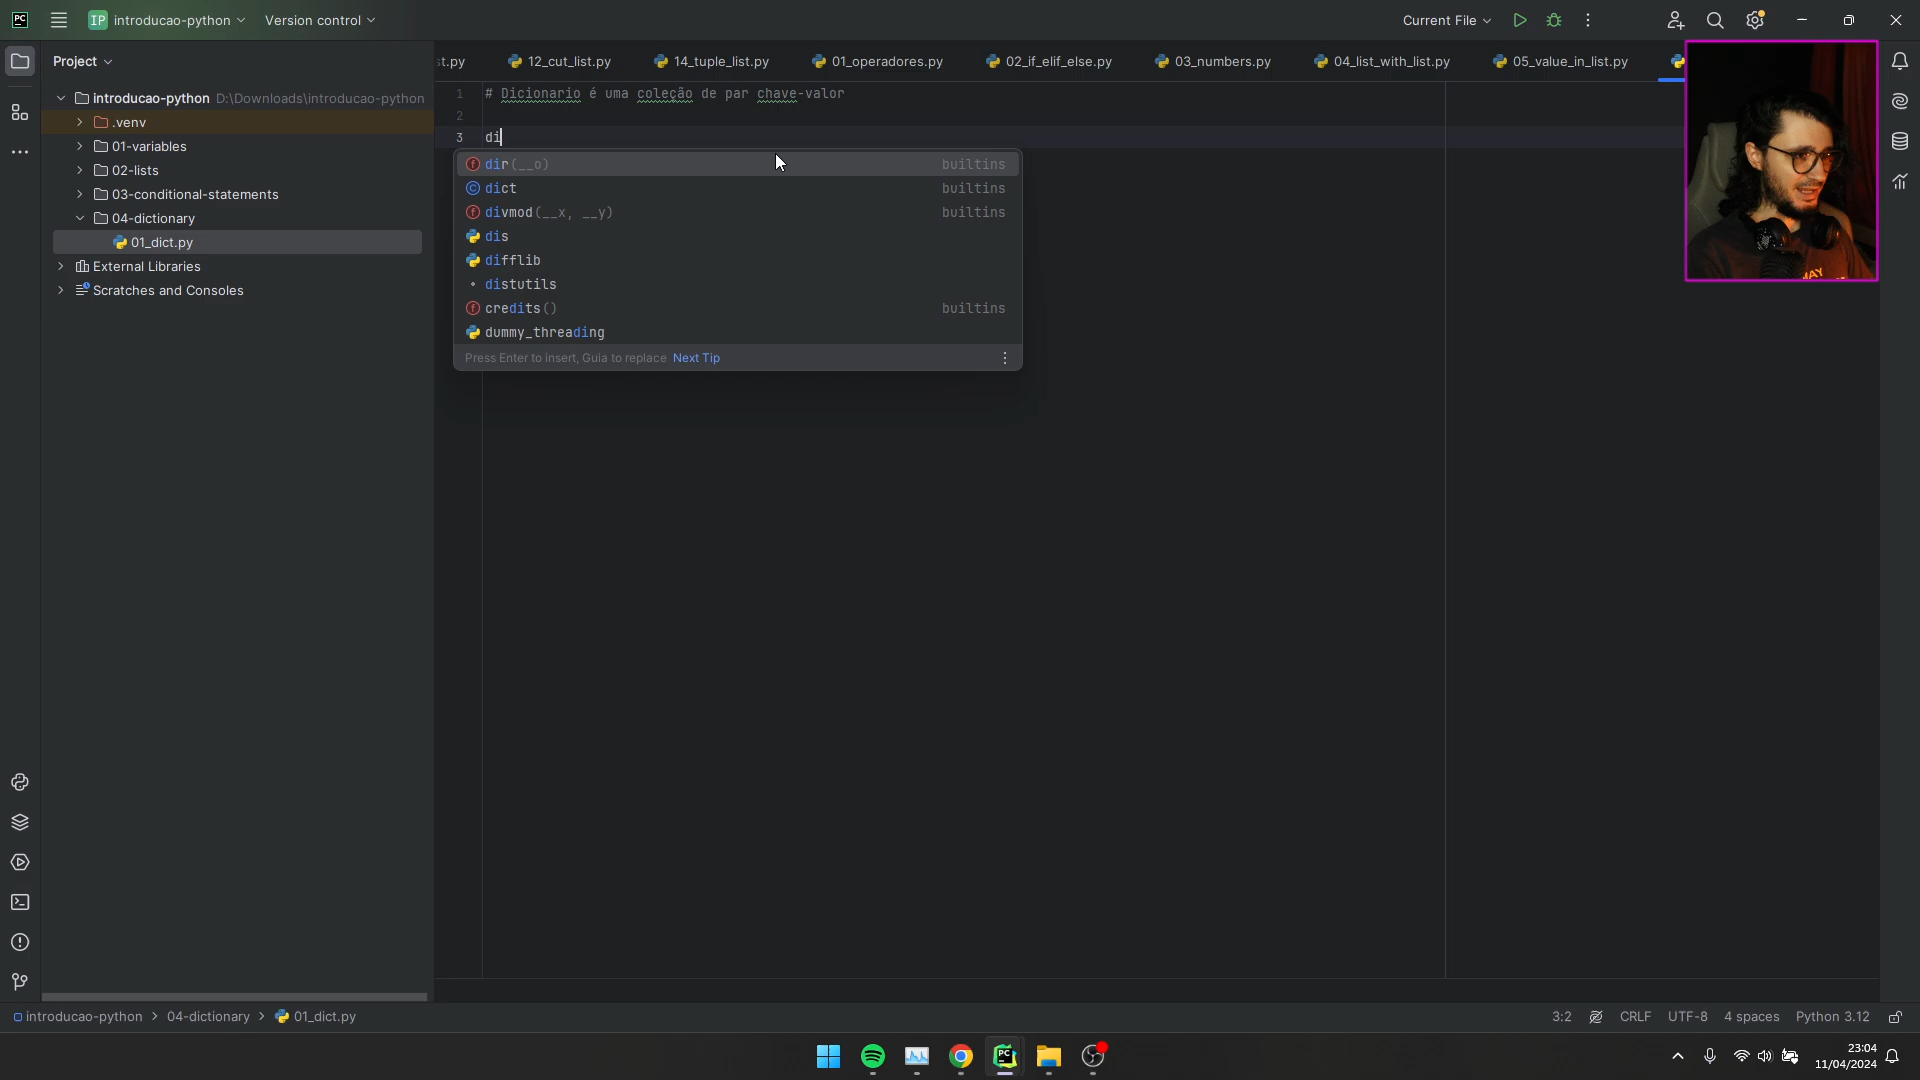 PC
IP introducao-python
Version control
Current File
Project
st.py
12_cut_list.py
14_tuple_list.py
01_operadores.py
02_if_elif_else.py
03_numbers.py
04_list_with_list.py
05_value_in_list.py
introducao-python D:\Downloads\introducao-python
.venv
01-variables
02-lists
03-conditional-statements
04-dictionary
01_dict.py
External Libraries
Scratches and Consoles
1 # Dicionario é uma coleção de par chave-valor
2
3 di
dir(__o) builtins
dict builtins
divmod(__x, __y) builtins
dis
difflib
distutils
credits() builtins
dummy_threading
Press Enter to insert, Guia to replace Next Tip
MAY
introducao-python > 04-dictionary > 01_dict.py
3:2 CRLF UTF-8 4 spaces Python 3.12
PC
23:04
11/04/2024